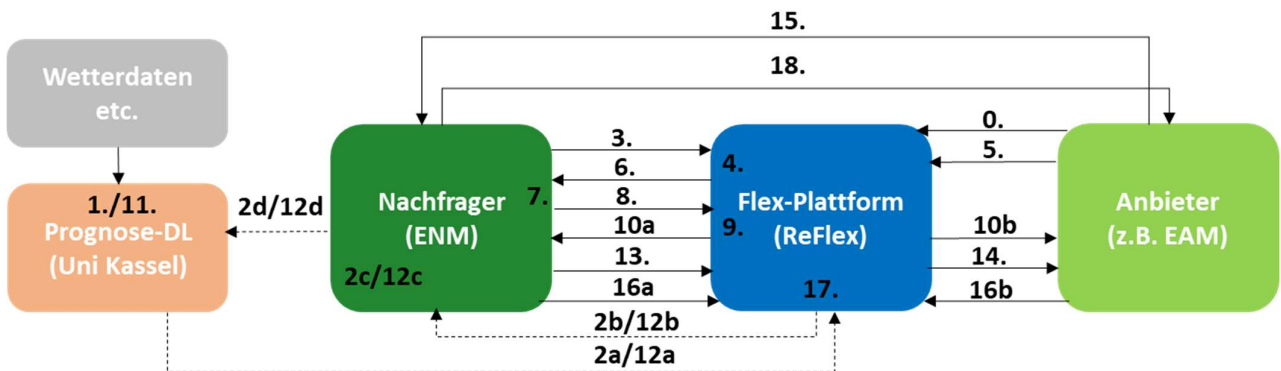 15.
18.
Wetterdaten
etc.
1./11.
Prognose-DL
(Uni Kassel)
2d/12d
Nachfrager
(ENM)
2c/12c
7.
3.
6.
8.
10a
13.
16a
4.
Flex-Plattform
(ReFlex)
9.
17.
0.
5.
10b
14.
16b
Anbieter
(z.B. EAM)
2b/12b
2a/12a